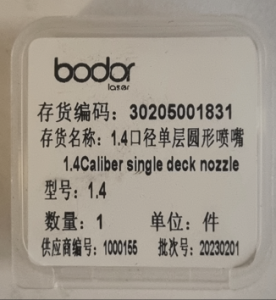 bodor
laser
存货编码：30205001831
存货名称：1.4口径单层圆形喷嘴
1.4Caliber single deck nozzle
型号：1.4
数量：1 单位：件
供应商编号：1000155 批次号：20230201